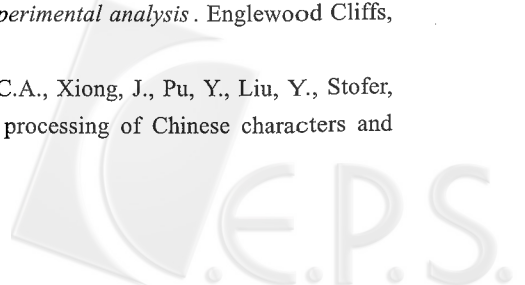 perimental analysis. Englewood Cliffs,
C.A., Xiong, J., Pu, Y., Liu, Y., Stofer,
processing of Chinese characters and
C.E.P.S.